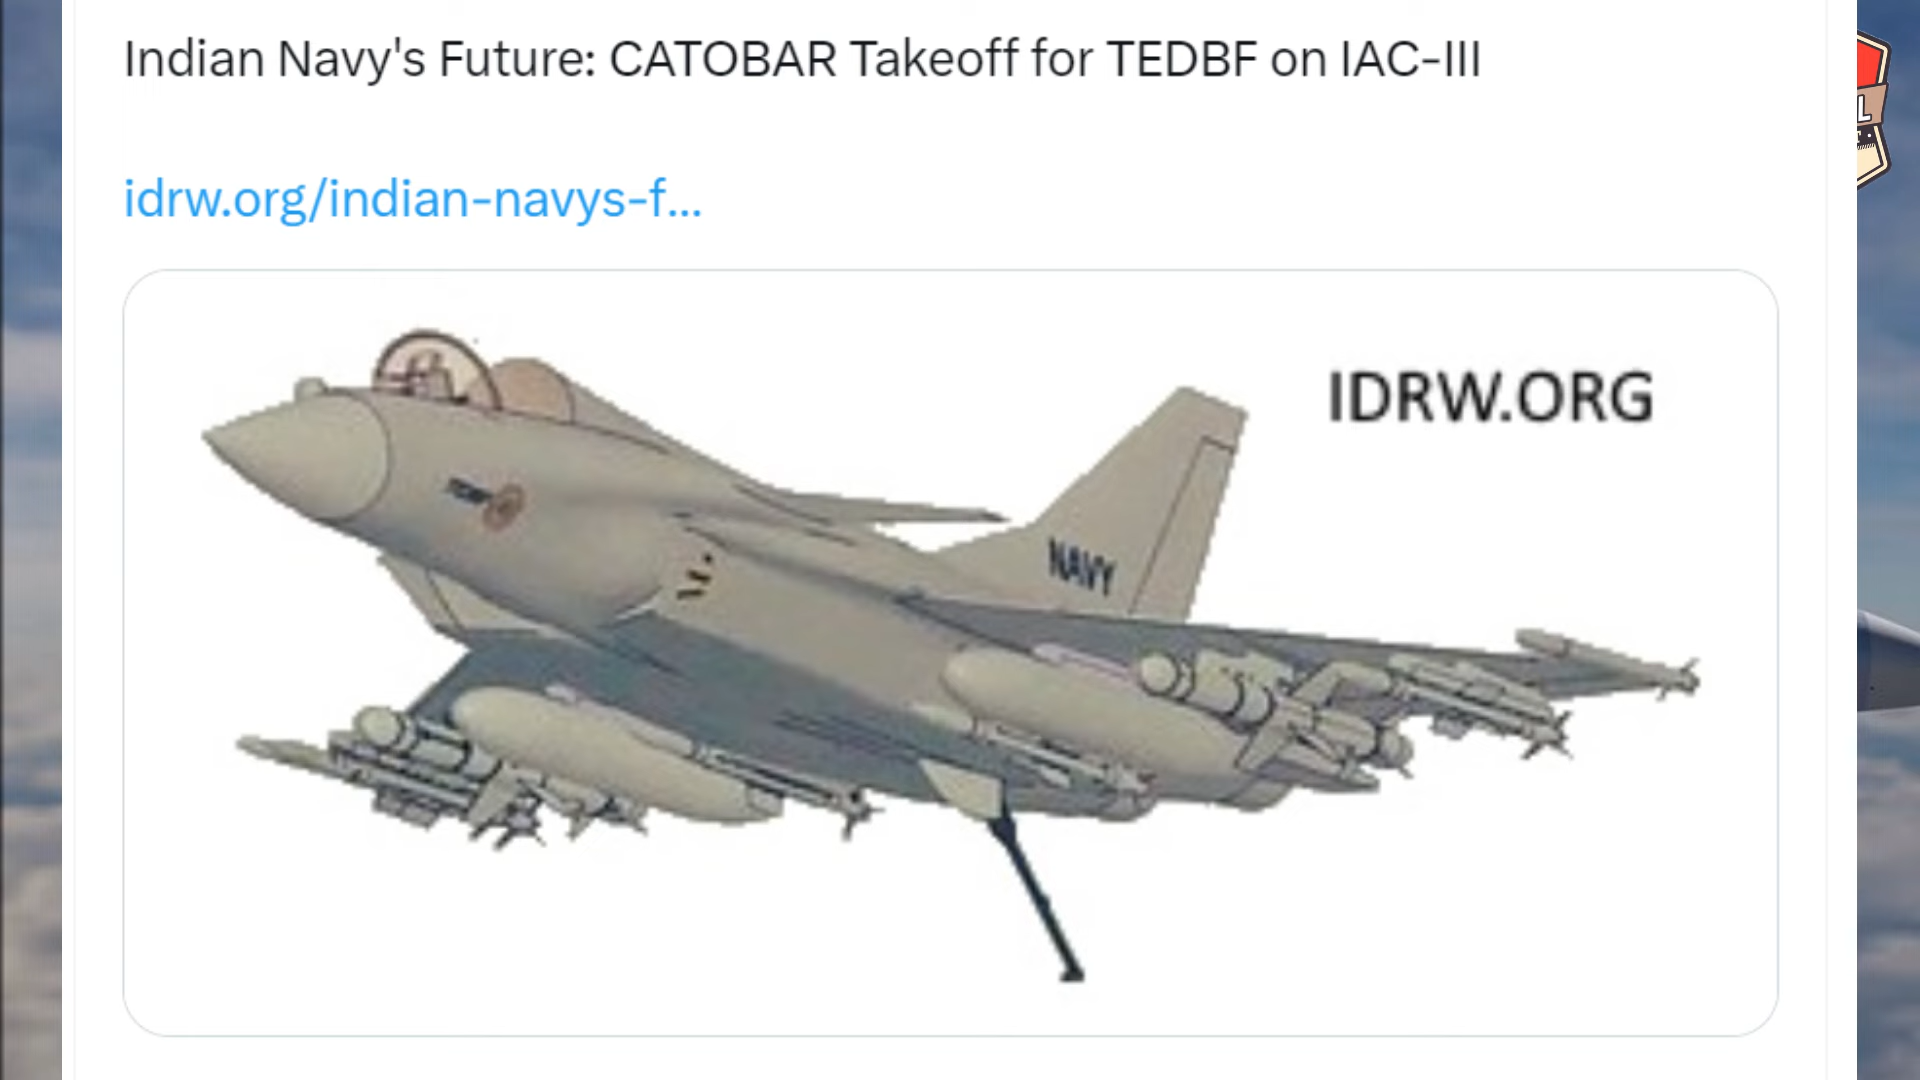 Indian Navy's Future: CATOBAR Takeoff for TEDBF on IAC-III
idrw.org/indian-navys-f...
IDRW.ORG
NAVY
L